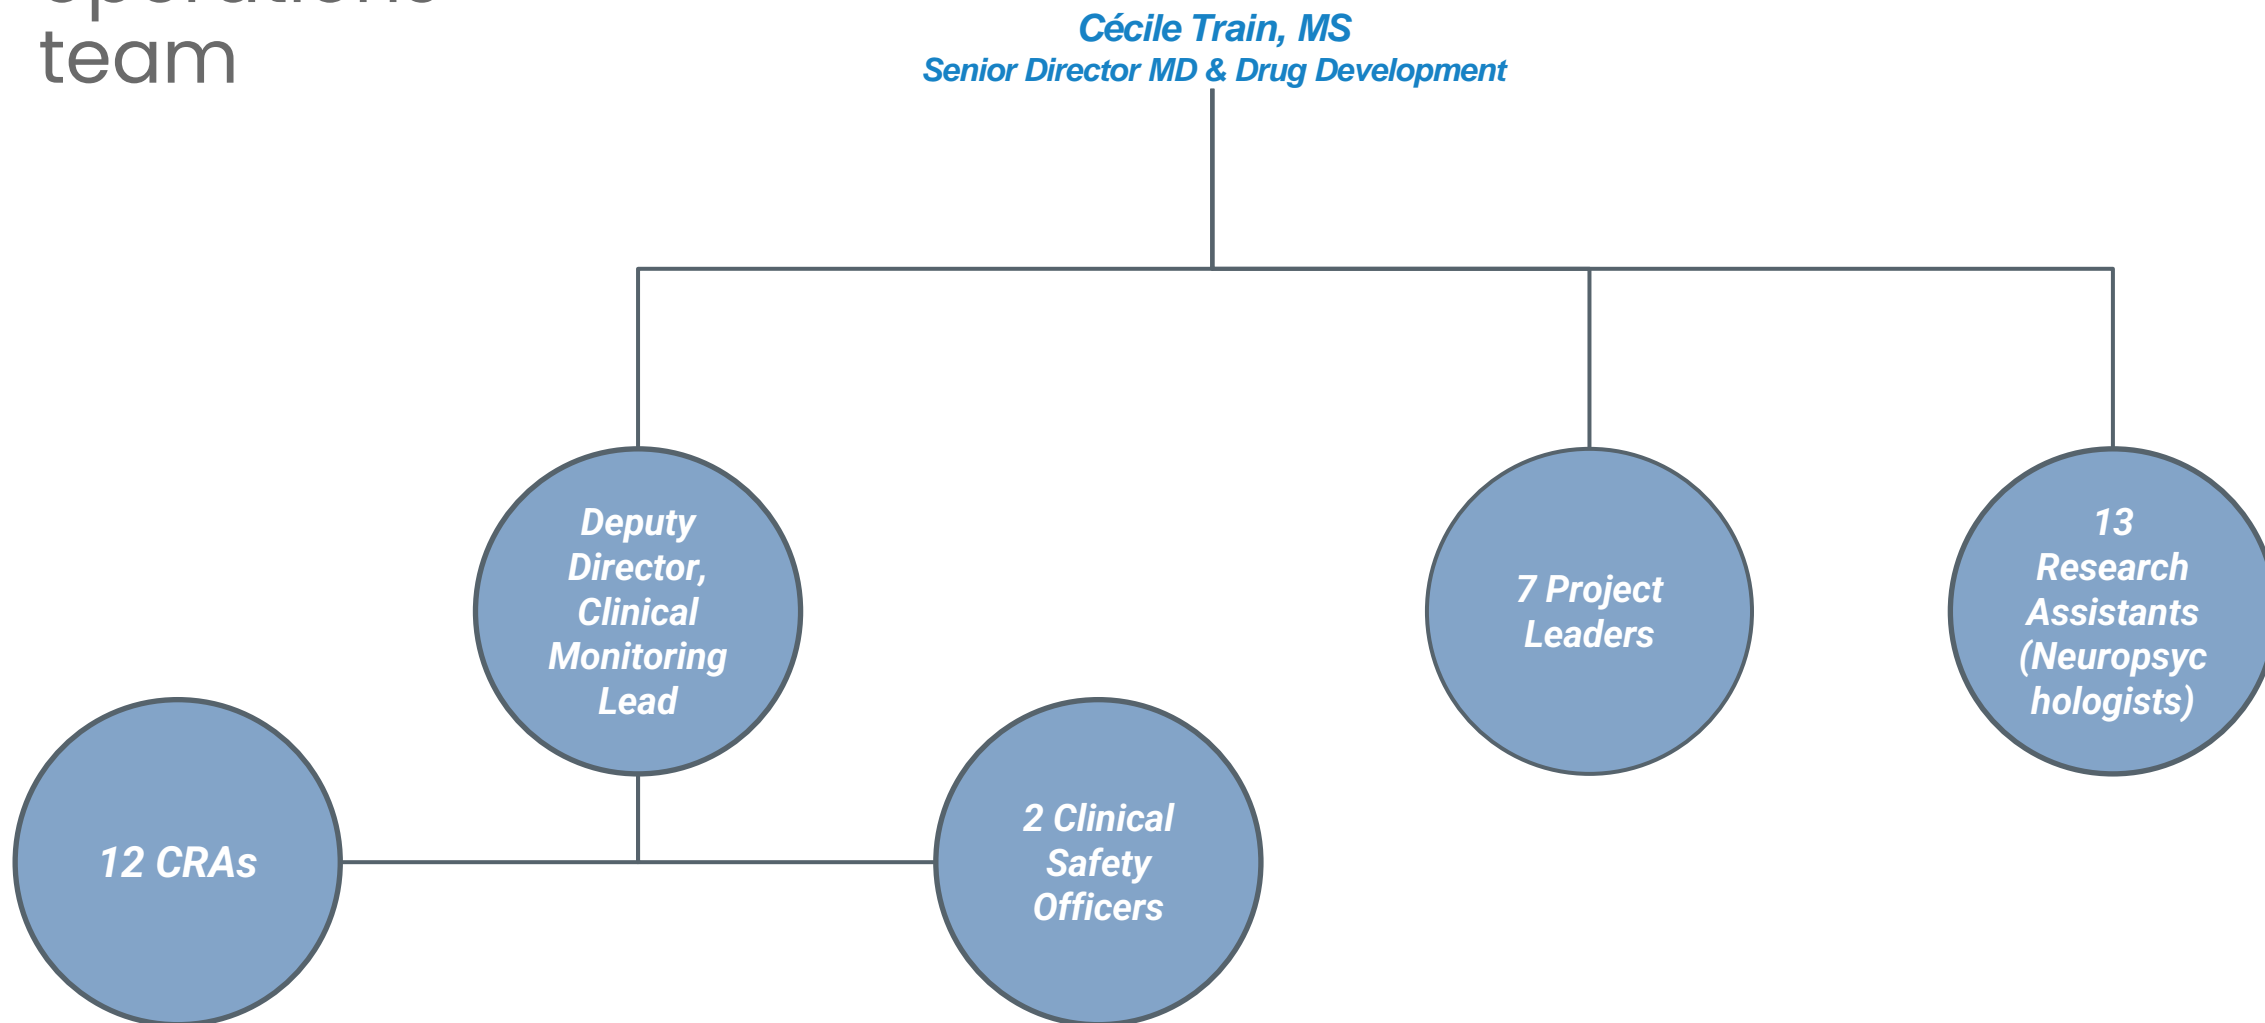 team
Cécile Train, MS
Senior Director MD & Drug Development
Deputy
Director,
Clinical
Monitoring
Lead
7 Project
Leaders
13
Research
Assistants
(Neuropsyc
hologists)
12 CRAs
2 Clinical
Safety
Officers